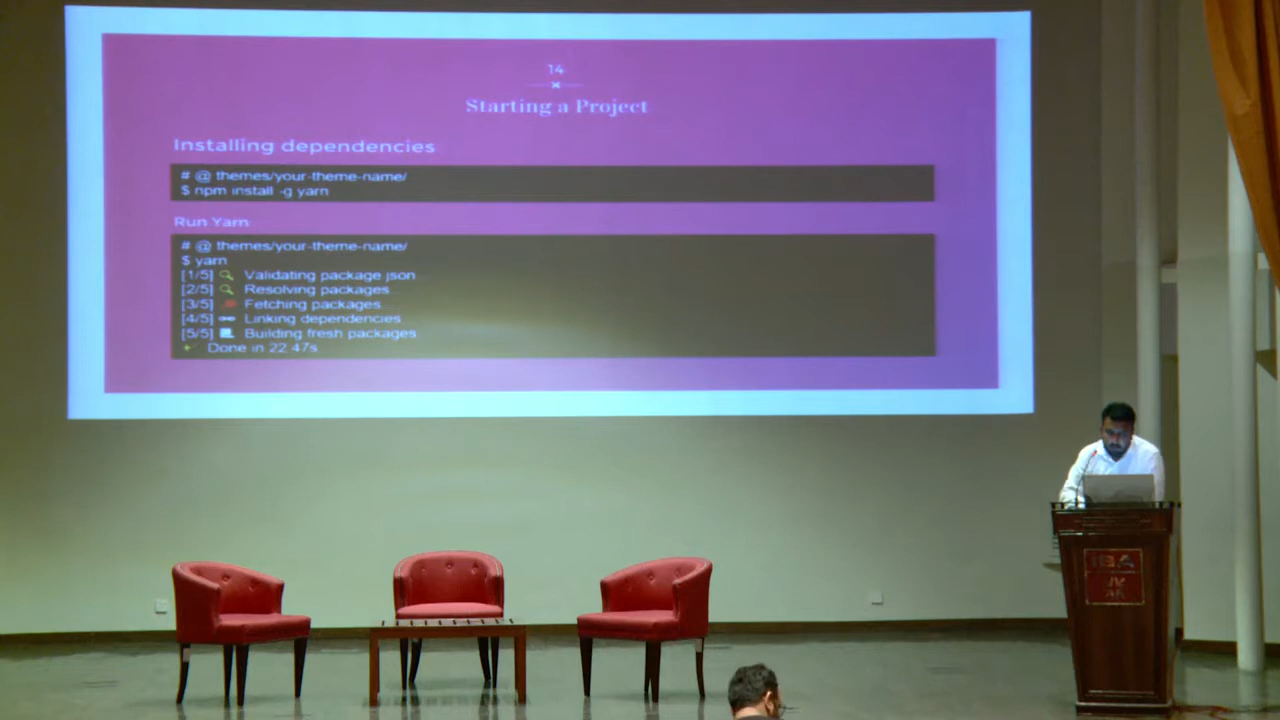 14
Starting a Project
Installing dependencies
# @ themes/your-theme-name/
$ npm install -g yarn
Run Yarn
# @ themes/your-theme-name/
$ yarn
[1/5] Validating package json
[2/5] Resolving packages
[3/5] Fetching packages
[4/5] Linking dependencies
[5/5] Building fresh packages
Done in 22 47s
IBA